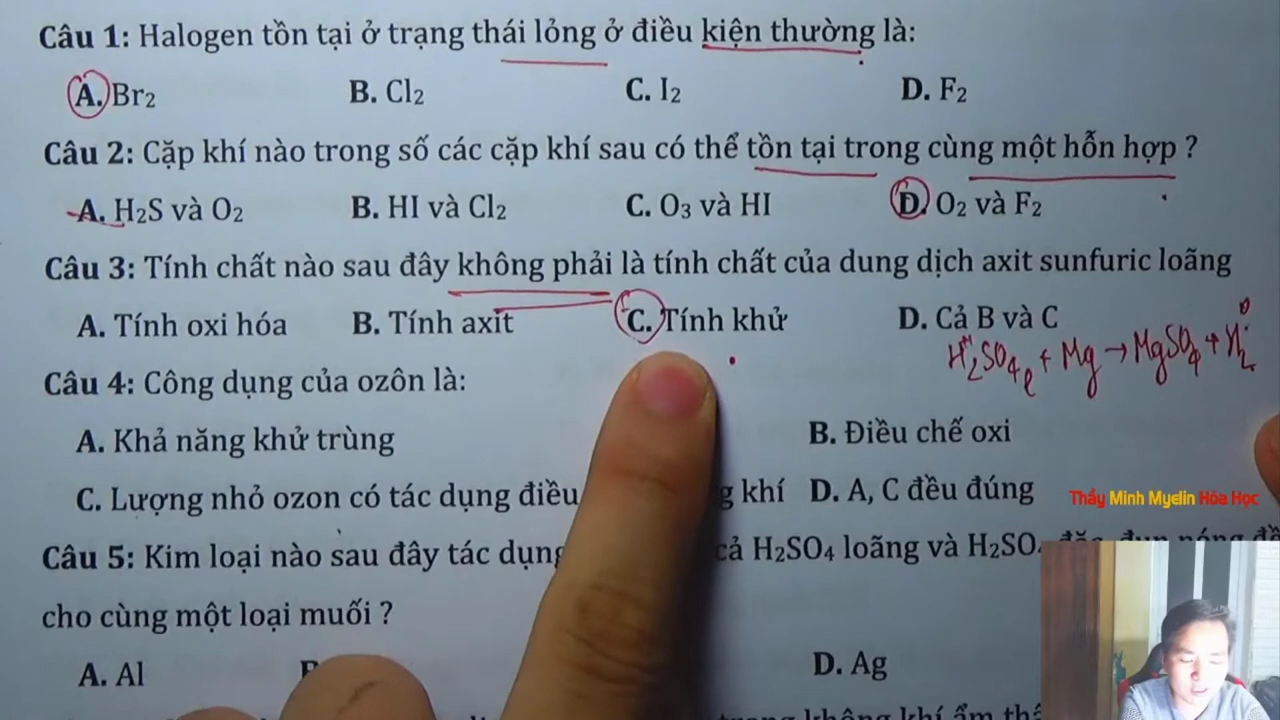 Câu 1: Halogen tồn tại ở trạng thái lỏng ở điều kiện thường là:
A. Br2 B. Cl2 C. I2 D. F2
Câu 2: Cặp khí nào trong số các cặp khí sau có thể tồn tại trong cùng một hỗn hợp ?
A. H2S và O2 B. HI và Cl2 C. O3 và HI D. O2 và F2
Câu 3: Tính chất nào sau đây không phải là tính chất của dung dịch axit sunfuric loãng
A. Tính oxi hóa B. Tính axit C. Tính khử D. Cả B và C
H2SO4 l + Mg → MgSO4 + H2
Câu 4: Công dụng của ozôn là:
A. Khả năng khử trùng B. Điều chế oxi
C. Lượng nhỏ ozon có tác dụng điều khí D. A, C đều đúng
Thầy Minh Myelin Hóa Học
Câu 5: Kim loại nào sau đây tác dụng cả H2SO4 loãng và H2SO4 đun nóng
cho cùng một loại muối ?
A. Al D. Ag
không khí ẩm